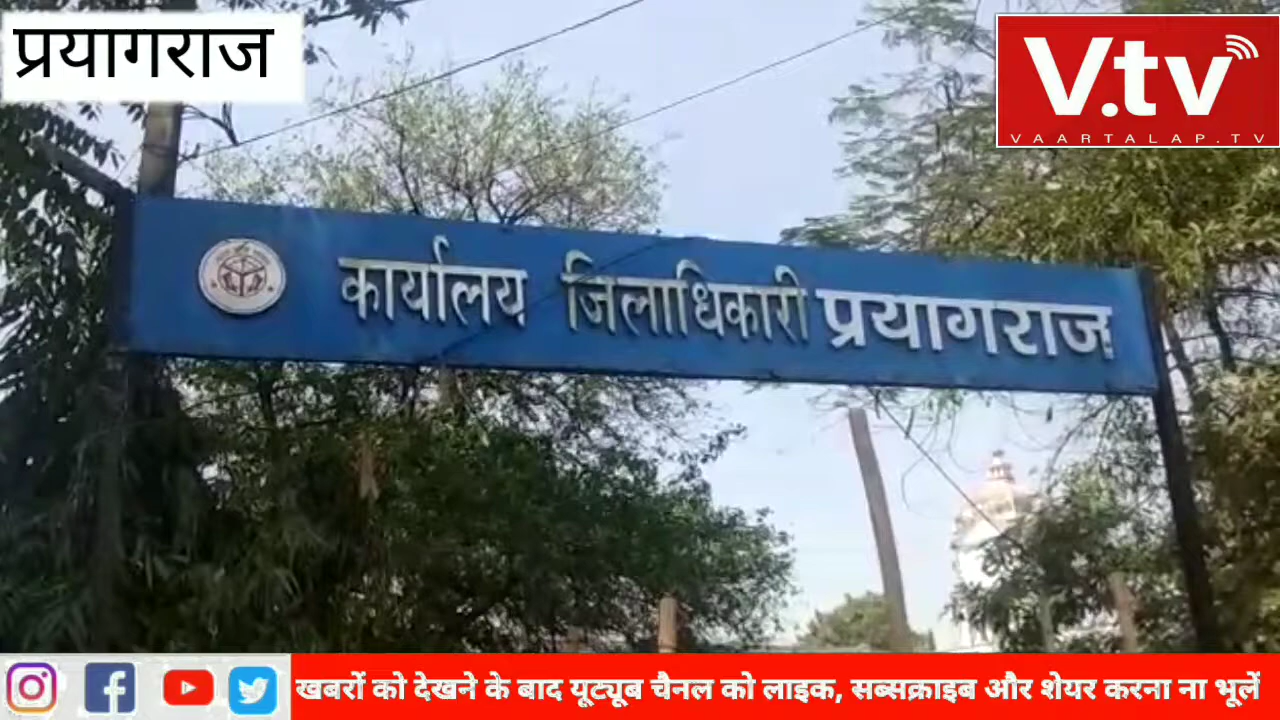 प्रयागराज
V.tv
VAARTALAP.TV
कार्यालय जिलाधिकारी प्रयागराज
खबरों को देखने के बाद यूट्यूब चैनल को लाइक, सब्सक्राइब और शेयर करना ना भूलें